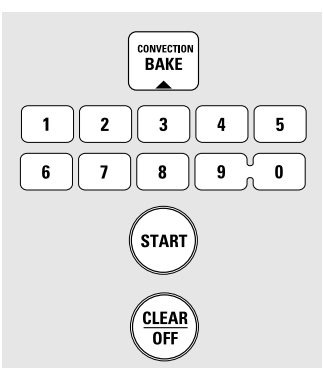 CONVECTION
BAKE
1 2 3 4 5
6 7 8 9 0
START
CLEAR
OFF